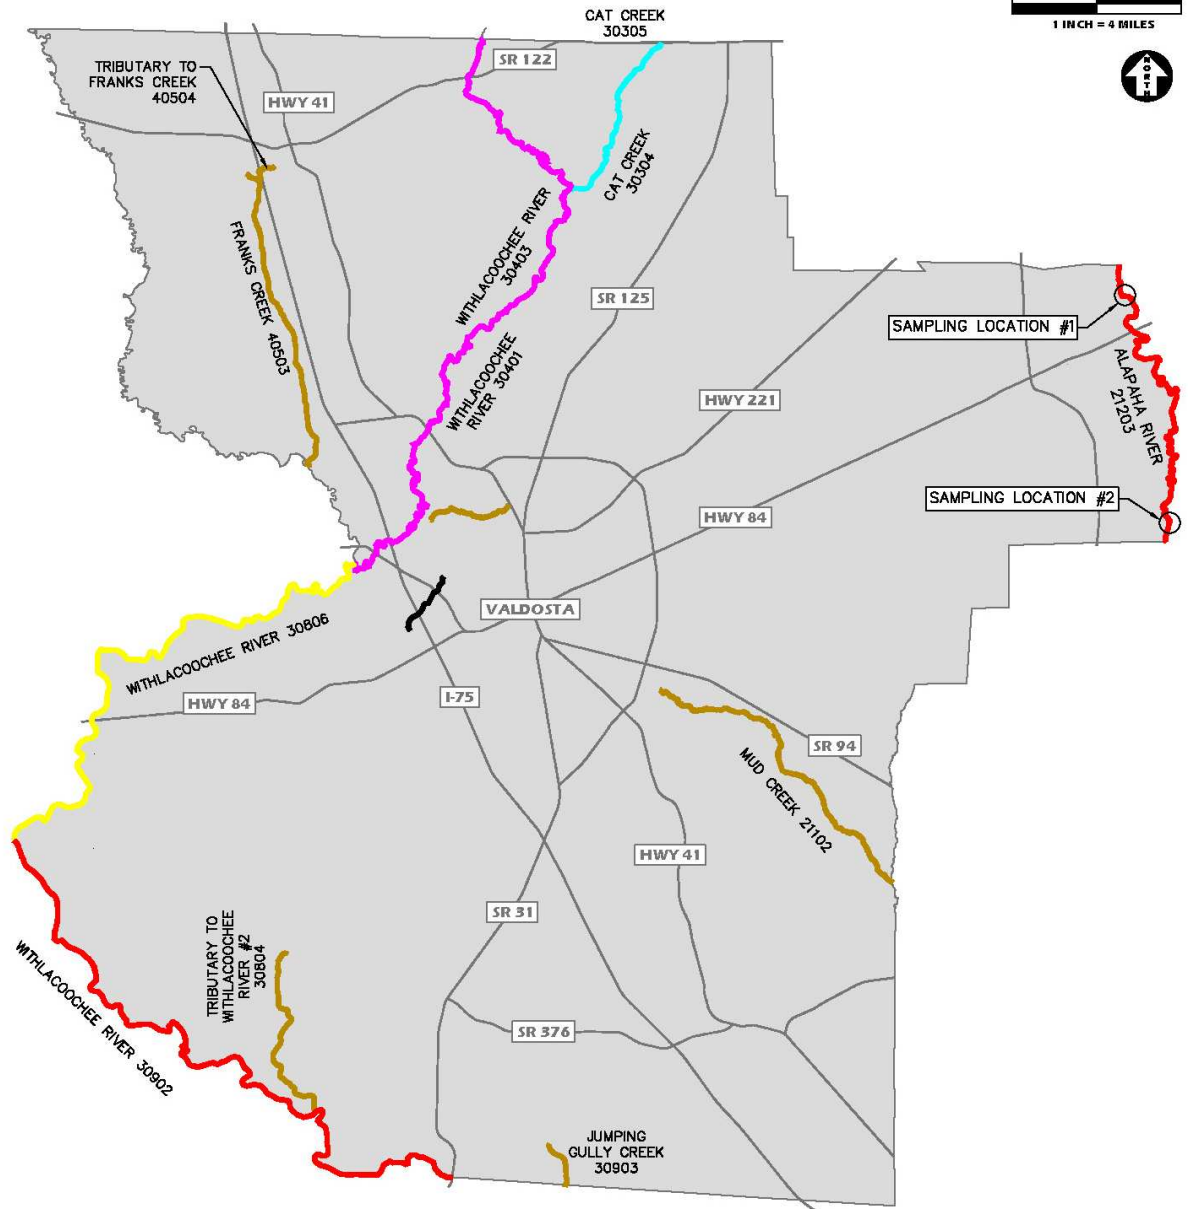 CAT CREEK
30305
1 INCH = 4 MILES
NORTH
SR 122
TRIBUTARY TO
FRANKS CREEK
40504
HWY 41
CAT CREEK
30304
WITHLACOOCHEE RIVER
30403
FRANKS CREEK 40503
SR 125
SAMPLING LOCATION #1
ALAPAHA RIVER
21203
WITHLACOOCHEE
RIVER 30401
HWY 221
SAMPLING LOCATION #2
HWY 84
VALDOSTA
WITHLACOOCHEE RIVER 30806
HWY 84
I-75
SR 94
MUD CREEK 21102
HWY 41
SR 31
TRIBUTARY TO
WITHLACOOCHEE
RIVER #2
30804
WITHLACOOCHEE RIVER 30902
SR 376
JUMPING
GULLY CREEK
30903